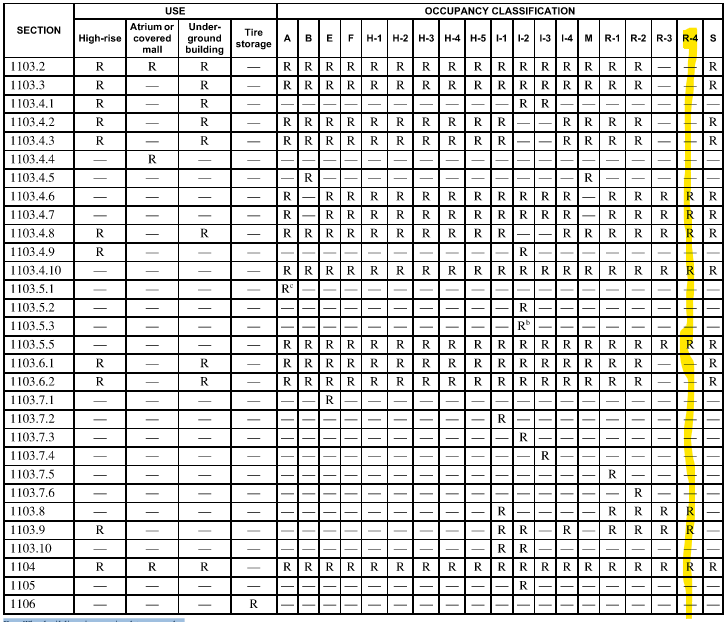 USE OCCUPANCY CLASSIFICATION
SECTION High-rise Atrium or covered mall Under-ground building Tire storage A B E F H-1 H-2 H-3 H-4 H-5 I-1 I-2 I-3 I-4 M R-1 R-2 R-3 R-4 S
1103.2 R R R — R R R R R R R R R R R R R R R R — — R
1103.3 R — R — R R R R R R R R R R R R R R R R — — R
1103.4.1 R — R — — — — — — — — — — — R R — — — — — — —
1103.4.2 R — R — R R R R R R R R R R — — R R R R — — R
1103.4.3 R — R — R R R R R R R R R R — — R R R R — — R
1103.4.4 — R — — — — — — — — — — — — — — — — — — — — —
1103.4.5 — — — — — R — — — — — — — — — — — R — — — — —
1103.4.6 — — — — R — R R R R R R R R R R R — R R R R R
1103.4.7 — — — — R — R R R R R R R R R R R — R R R R R
1103.4.8 R — R — R R R R R R R R R R — — R R R R R R R
1103.4.9 R — — — — — — — — — — — — — R — — — — — — — —
1103.4.10 — — — — R R R R R R R R R R R R R R R R R R R
1103.5.1 — — — — Rᶜ — — — — — — — — — — — — — — — — — —
1103.5.2 — — — — — — — — — — — — — — R — — — — — — — —
1103.5.3 — — — — — — — — — — — — — — Rᵇ — — — — — — — —
1103.5.5 — — — — R R R R R R R R R R R R R R R R R R R
1103.6.1 R — R — R R R R R R R R R R R R R R R R — — R
1103.6.2 R — R — R R R R R R R R R R R R R R R R — — R
1103.7.1 — — — — — — R — — — — — — — — — — — — — — — —
1103.7.2 — — — — — — — — — — — — — R — — — — — — — — —
1103.7.3 — — — — — — — — — — — — — — R — — — — — — — —
1103.7.4 — — — — — — — — — — — — — — — R — — — — — — —
1103.7.5 — — — — — — — — — — — — — — — — — — R — — — —
1103.7.6 — — — — — — — — — — — — — — — — — — — R — — —
1103.8 — — — — — — — — — — — — — R — — — — R R R R —
1103.9 R — — — — — — — — — — — — R R — R — R R R R —
1103.10 — — — — — — — — — — — — — R R — — — — — — — —
1104 R R R — R R R R R R R R R R R R R R R R R R R
1105 — — — — — — — — — — — — — — R — — — — — — — —
1106 — — — R — — — — — — — — — — — — — — — — — — —